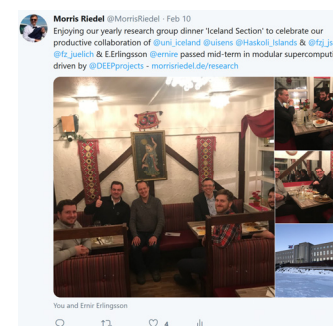 Morris Riedel @MorrisRiedel · Feb 10
Enjoying our yearly research group dinner 'Iceland Section' to celebrate our
productive collaboration of @uni_iceland @uisens @Haskoli_Islands & @fzj_js
@fz_juelich & E.Erlingsson @ernire passed mid-term in modular supercomputi
driven by @DEEPprojects - morrisriedel.de/research
You and Ernir Erlingsson
4